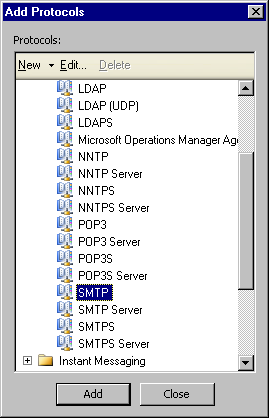 Add Protocols
Protocols:
New Edit... Delete
LDAP
LDAP (UDP)
LDAPS
Microsoft Operations Manager Age
NNTP
NNTP Server
NNTPS
NNTPS Server
POP3
POP3 Server
POP3S
POP3S Server
SMTP
SMTP Server
SMTPS
SMTPS Server
Instant Messaging
Add Close